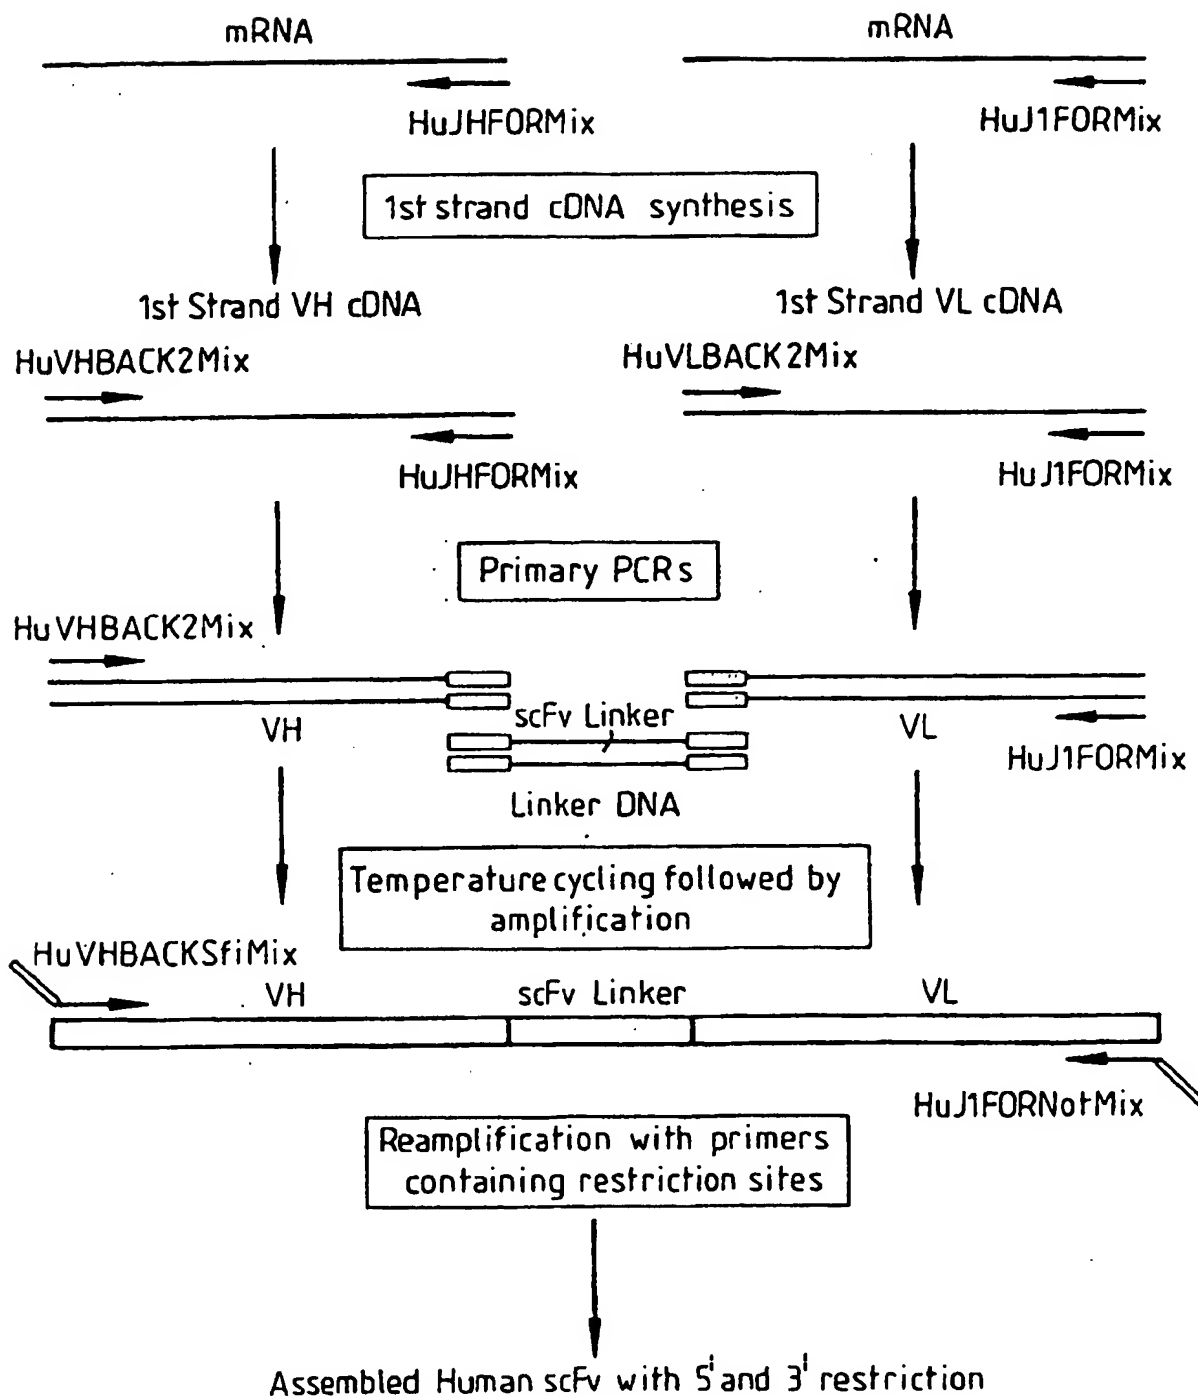 mRNA
mRNA
HuJHFORMix
HuJ1FORMix
1st strand cDNA synthesis
1st Strand VH cDNA
1st Strand VL cDNA
HuVHBACK2Mix
HuVLBACK2Mix
HuJHFORMix
HuJ1FORMix
Primary PCRs
HuVHBACK2Mix
VH
scFv Linker
VL
HuJ1FORMix
Linker DNA
Temperature cycling followed by
amplification
HuVHBACKSfiMix
VH
scFv Linker
VL
HuJ1FORNotMix
Reamplification with primers
containing restriction sites
Assembled Human scFv with 5' and 3' restriction